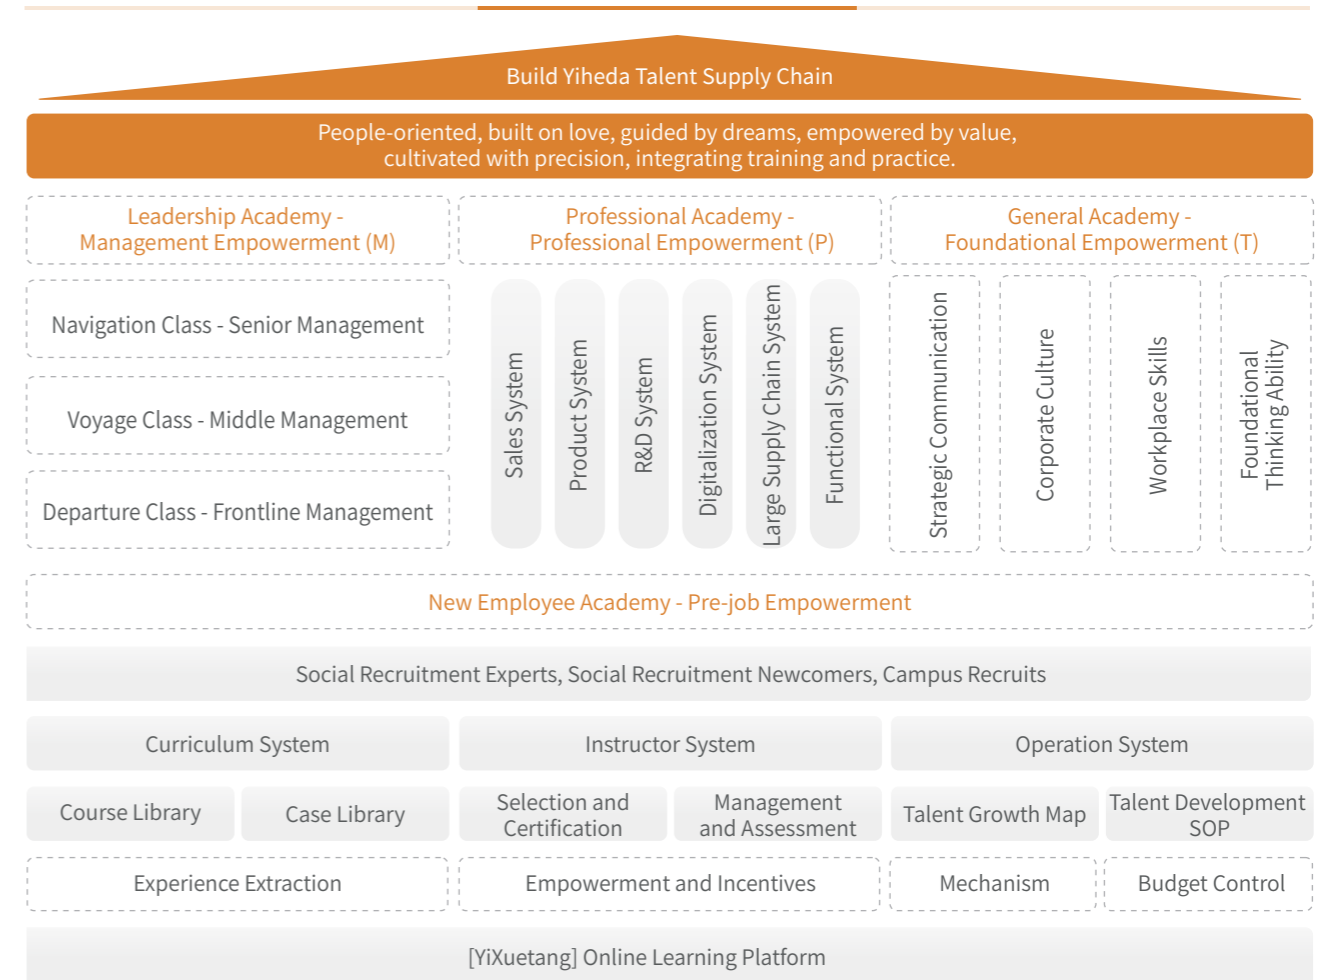 Build Yiheda Talent Supply Chain
People-oriented, built on love, guided by dreams, empowered by value,
cultivated with precision, integrating training and practice.
Leadership Academy -
Management Empowerment (M)
Professional Academy -
Professional Empowerment (P)
General Academy -
Foundational Empowerment (T)
Navigation Class - Senior Management
Voyage Class - Middle Management
Departure Class - Frontline Management
Sales System
Product System
R&D System
Digitalization System
Large Supply Chain System
Functional System
Strategic Communication
Corporate Culture
Workplace Skills
Foundational
Thinking Ability
New Employee Academy - Pre-job Empowerment
Social Recruitment Experts, Social Recruitment Newcomers, Campus Recruits
Curriculum System
Instructor System
Operation System
Course Library
Case Library
Selection and
Certification
Management
and Assessment
Talent Growth Map
Talent Development
SOP
Experience Extraction
Empowerment and Incentives
Mechanism
Budget Control
[YiXuetang] Online Learning Platform